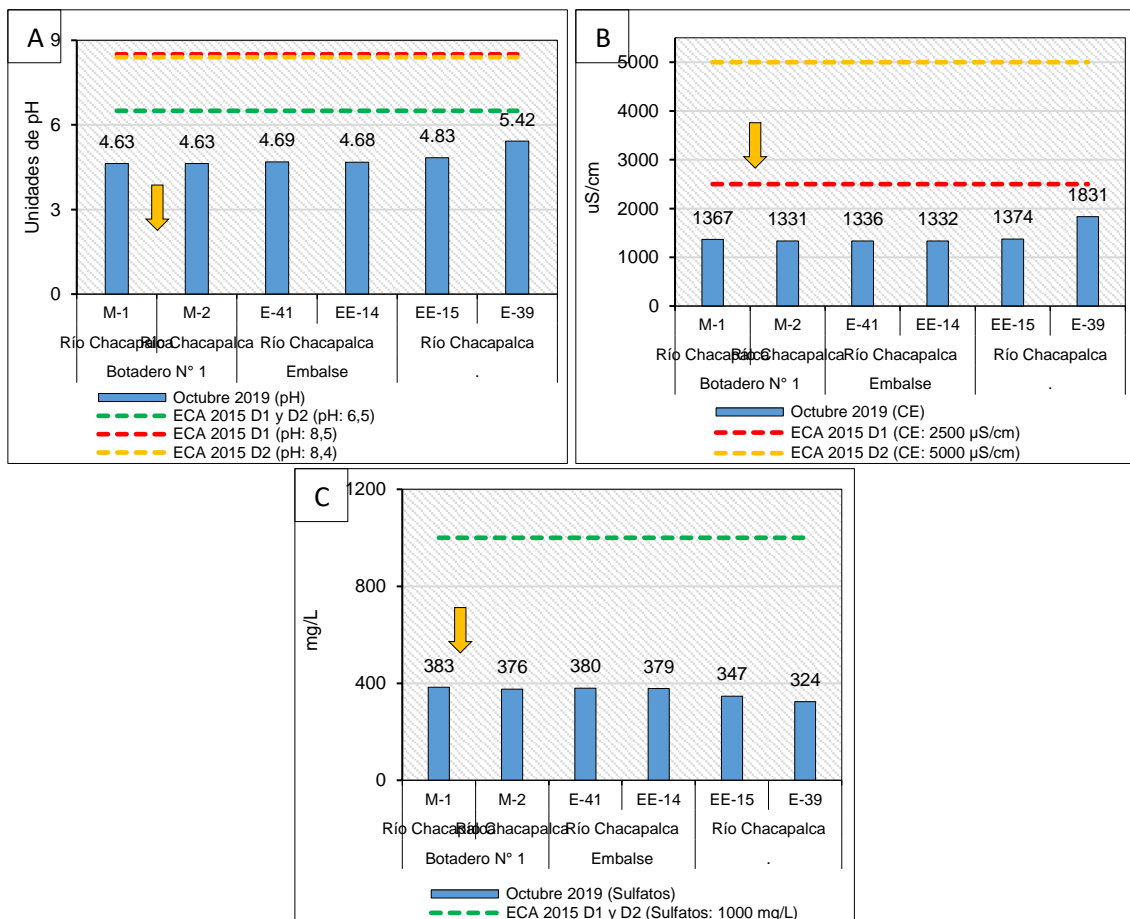 A
9
6
3
0
Unidades de pH
4.63
4.63
4.69
4.68
4.83
5.42
M-1
M-2
E-41
EE-14
EE-15
E-39
Río Chacapalca
Río Chacapalca
Río Chacapalca
Río Chacapalca
Botadero N° 1
Embalse
.
Octubre 2019 (pH)
ECA 2015 D1 y D2 (pH: 6,5)
ECA 2015 D1 (pH: 8,5)
ECA 2015 D2 (pH: 8,4)
B
5000
4000
3000
2000
1000
0
uS/cm
1367
1331
1336
1332
1374
1831
M-1
M-2
E-41
EE-14
EE-15
E-39
Río Chacapalca
Río Chacapalca
Río Chacapalca
Río Chacapalca
Botadero N° 1
Embalse
.
Octubre 2019 (CE)
ECA 2015 D1 (CE: 2500 µS/cm)
ECA 2015 D2 (CE: 5000 µS/cm)
C
1200
800
400
0
mg/L
383
376
380
379
347
324
M-1
M-2
E-41
EE-14
EE-15
E-39
Río Chacapalca
Río Chacapalca
Río Chacapalca
Río Chacapalca
Botadero N° 1
Embalse
.
Octubre 2019 (Sulfatos)
ECA 2015 D1 y D2 (Sulfatos: 1000 mg/L)